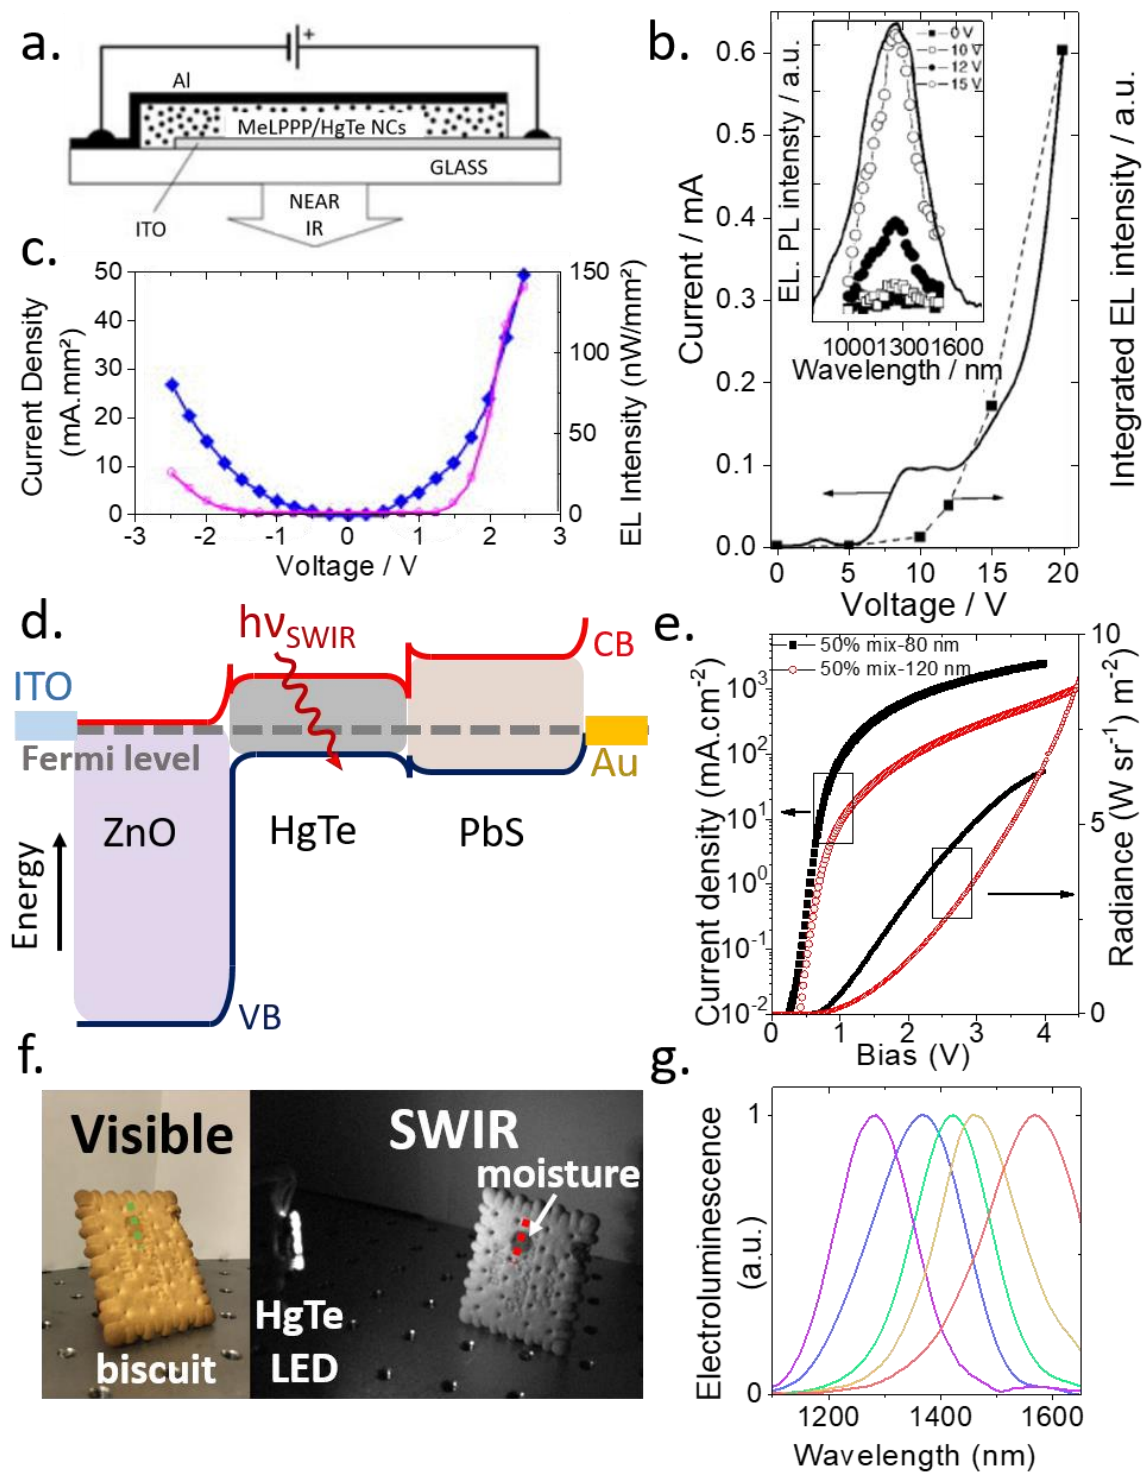 a.
+
Al
MeLPPP/HgTe NCs
GLASS
ITO
NEAR
IR
b.
0.6
0.5
0.4
0.3
0.2
0.1
0.0
0
5
10
15
20
Voltage / V
Current / mA
Integrated EL intensity / a.u.
EL. PL intensty / a.u.
0 V
10 V
12 V
15 V
1000 1300 1600
Wavelength / nm
c.
50
40
30
20
10
0
Current Density
(mA.mm²)
150
100
50
0
EL Intensity (nW/mm²)
-3 -2 -1 0 1 2 3
Voltage / V
d.
hνSWIR
CB
ITO
Fermi level
Au
ZnO
HgTe
PbS
Energy
VB
e.
50% mix-80 nm
50% mix-120 nm
10³
10²
10¹
10⁰
10⁻¹
10⁻²
Current density (mA.cm⁻²)
10
5
0
Radiance (W sr⁻¹) m⁻²)
0 1 2 3 4
Bias (V)
f.
Visible
biscuit
SWIR
moisture
HgTe
LED
g.
1
0
Electroluminescence
(a.u.)
1200 1400 1600
Wavelength (nm)